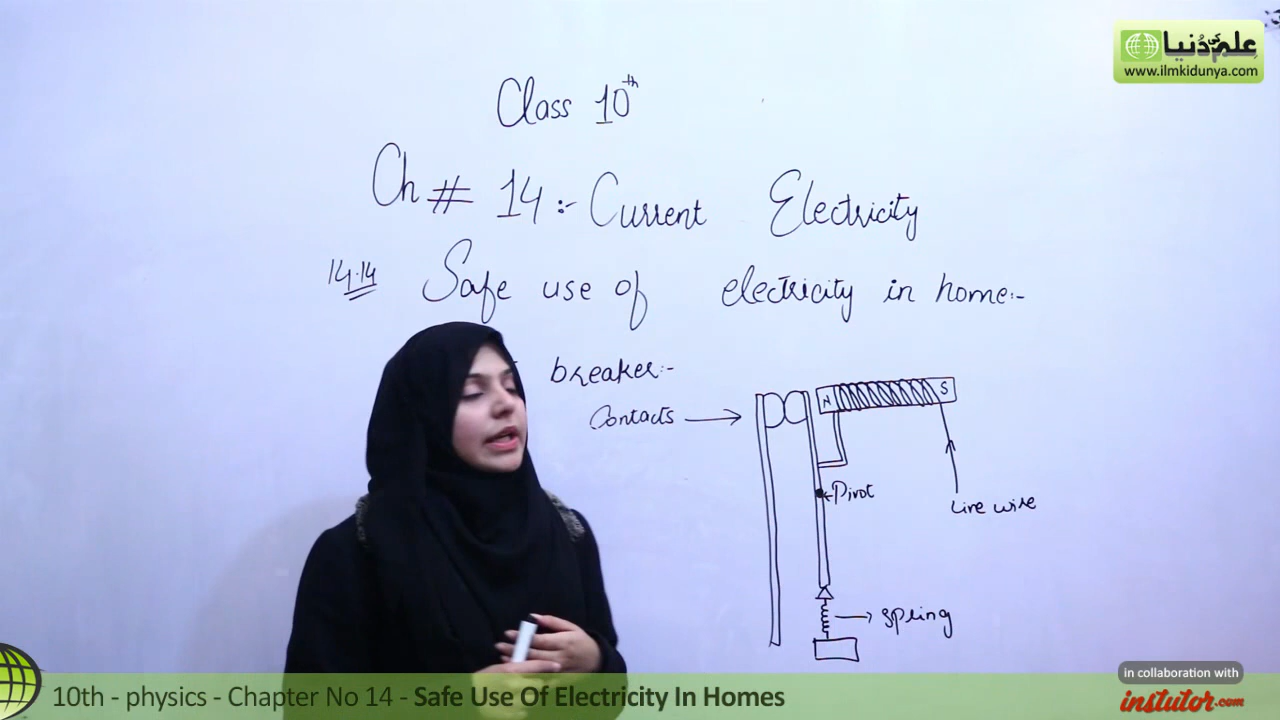 علم کی دُنیا
www.ilmkidunya.com
Class 10th
Ch # 14 :- Current Electricity
14.14 Safe use of electricity in home:-
breaker:-
Contacts
N S
Pivot
Live wire
Spring
in collaboration with
10th - physics - Chapter No 14 - Safe Use Of Electricity In Homes
instutor.com